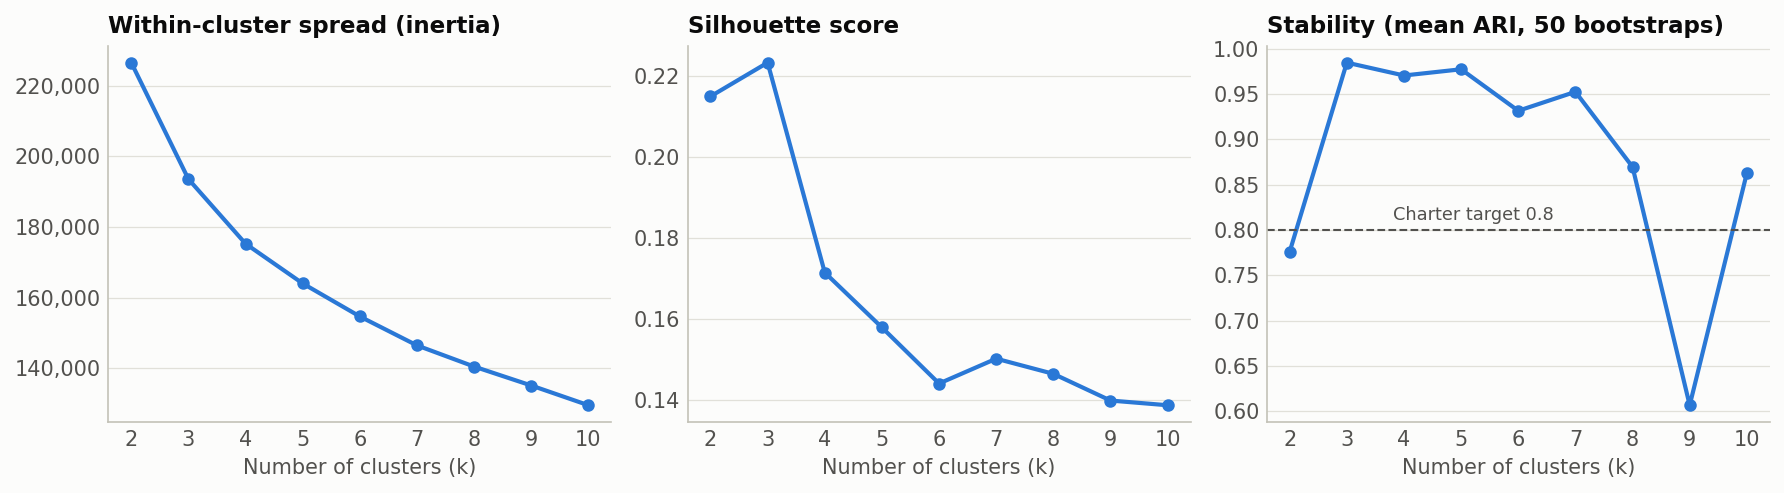 Within-cluster spread (inertia)
220,000
200,000
180,000
160,000
140,000
2 3 4 5 6 7 8 9 10
Number of clusters (k)
Silhouette score
0.22
0.20
0.18
0.16
0.14
2 3 4 5 6 7 8 9 10
Number of clusters (k)
Stability (mean ARI, 50 bootstraps)
1.00
0.95
0.90
0.85
0.80
0.75
0.70
0.65
0.60
Charter target 0.8
2 3 4 5 6 7 8 9 10
Number of clusters (k)